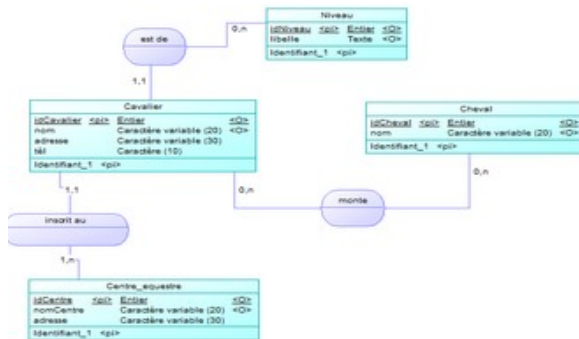 Niveau
idNiveau <pi> Entier <O>
libelle Texte <O>
Identifiant_1 <pi>
est de
0,n
1,1
Cavalier
idCavalier <pi> Entier <O>
nom Caractère variable (20) <O>
adresse Caractère variable (30)
tél Caractère (10)
Identifiant_1 <pi>
Cheval
idCheval <pi> Entier <O>
nom Caractère variable (20) <O>
Identifiant_1 <pi>
1,1
0,n
0,n
monte
inscrit au
1,n
Centre_equestre
idCentre <pi> Entier <O>
nomCentre Caractère variable (20) <O>
adresse Caractère variable (30)
Identifiant_1 <pi>